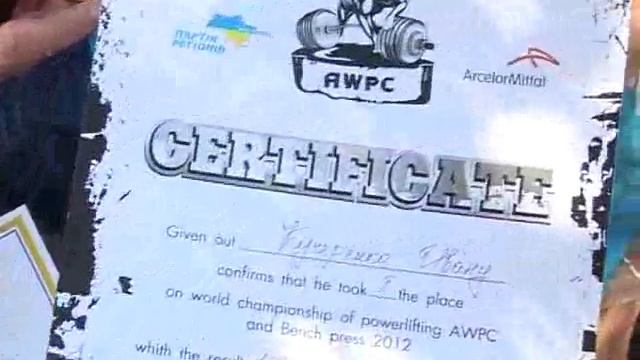 ПАРТІЯ
РЕГІОНІВ
AWPC
ArcelorMittal
CERTIFICATE
Given out
confirms that he took the place
on world championship of powerlifting AWPC
and Bench press 2012
whith the